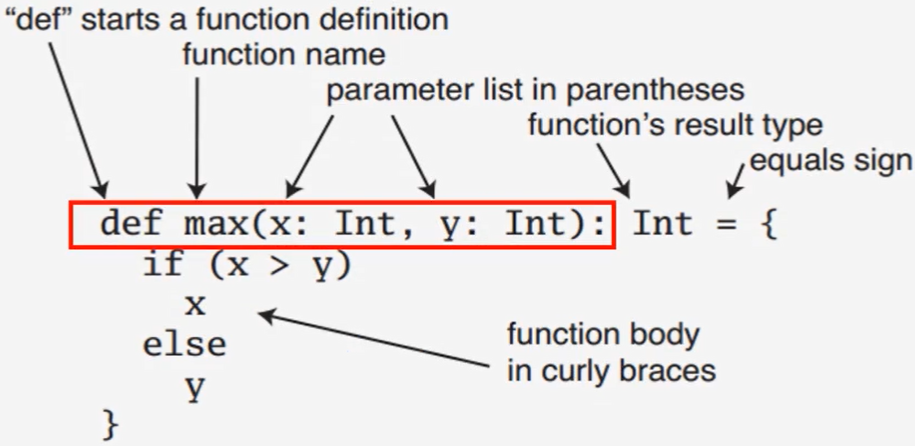 “def” starts a function definition
function name
parameter list in parentheses
function’s result type
equals sign
def max(x: Int, y: Int): Int = {
if (x > y)
x
else
y
}
function body
in curly braces